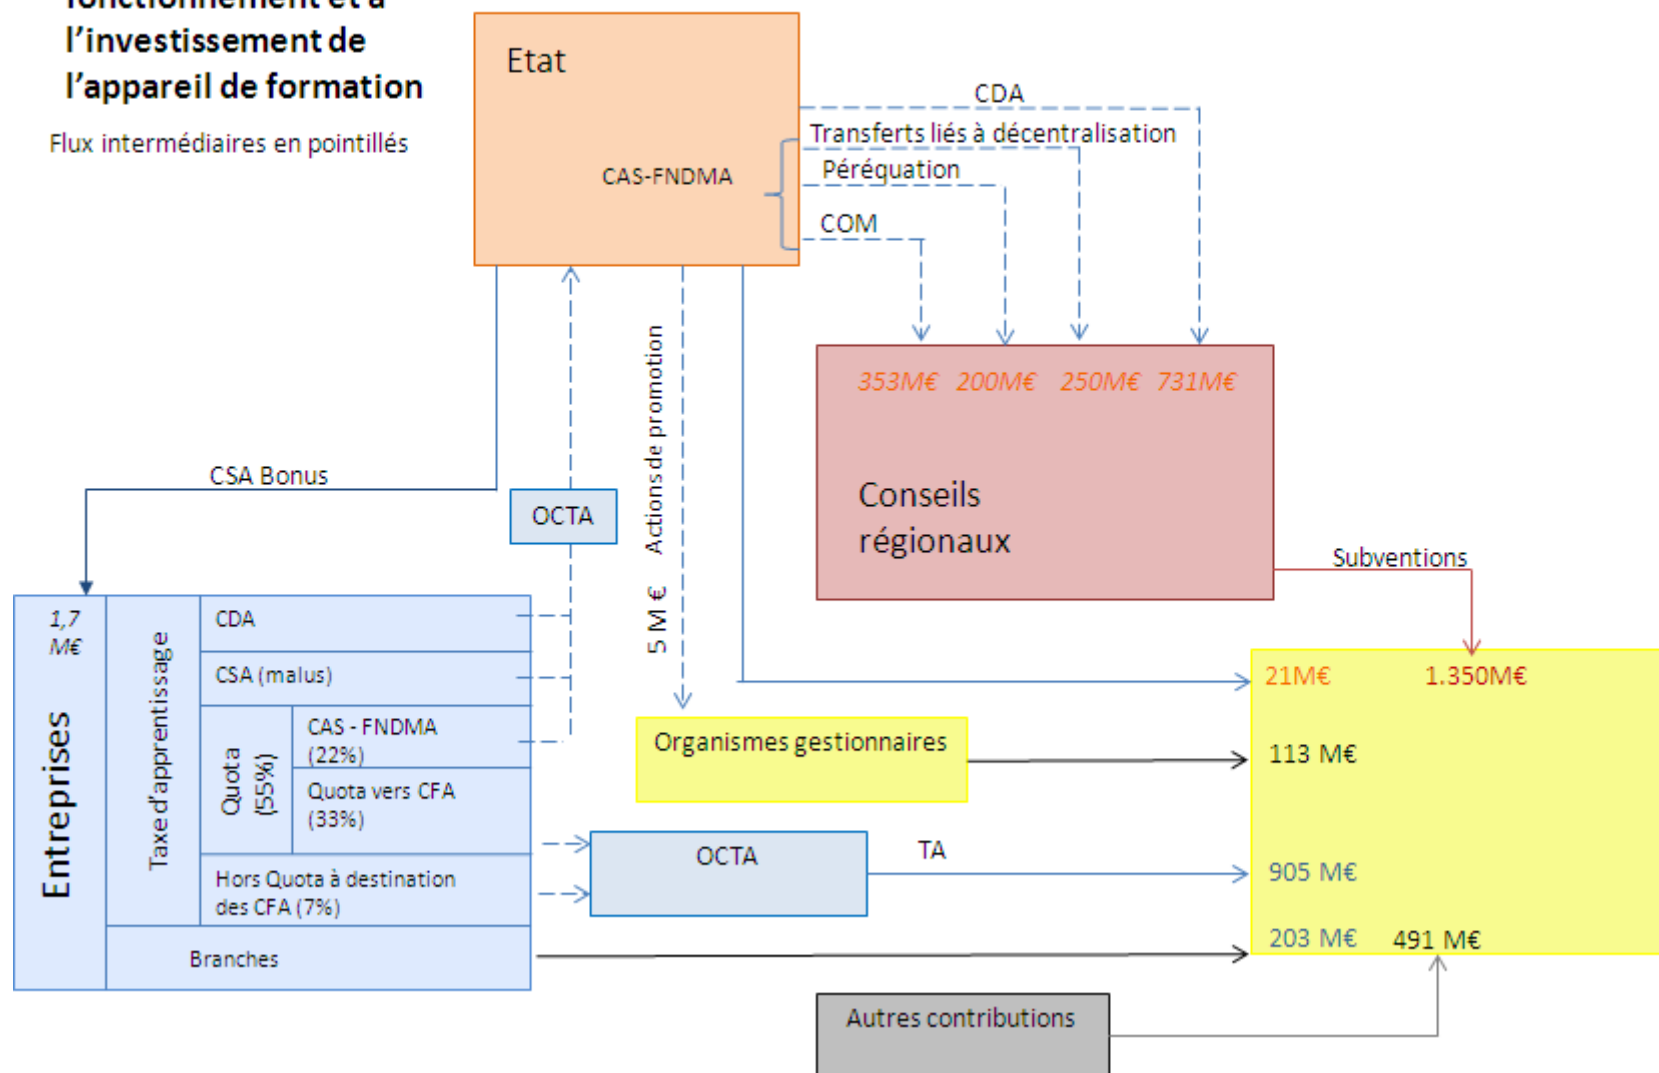 fonctionnement et à
l’investissement de
l’appareil de formation
Flux intermédiaires en pointillés
Etat
CAS-FNDMA
CDA
Transferts liés à décentralisation
Péréquation
COM
353M€ 200M€ 250M€ 731M€
Conseils
régionaux
Subventions
CSA Bonus
OCTA
5 M € Actions de promotion
1,7
M€
Entreprises
Taxe d’apprentissage
CDA
CSA (malus)
Quota
(55%)
CAS - FNDMA
(22%)
Quota vers CFA
(33%)
Hors Quota à destination
des CFA (7%)
Branches
Organismes gestionnaires
OCTA
TA
21M€ 1.350M€
113 M€
905 M€
203 M€ 491 M€
Autres contributions